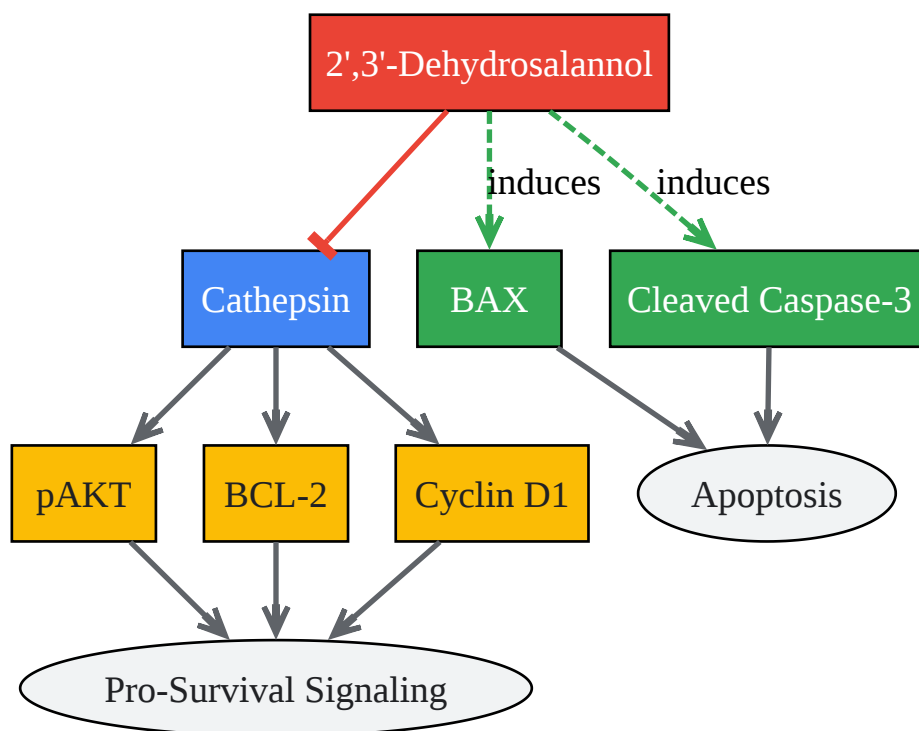 2',3'-Dehydrosalannol
induces
induces
Cathepsin
BAX
Cleaved Caspase-3
pAKT
BCL-2
Cyclin D1
Apoptosis
Pro-Survival Signaling